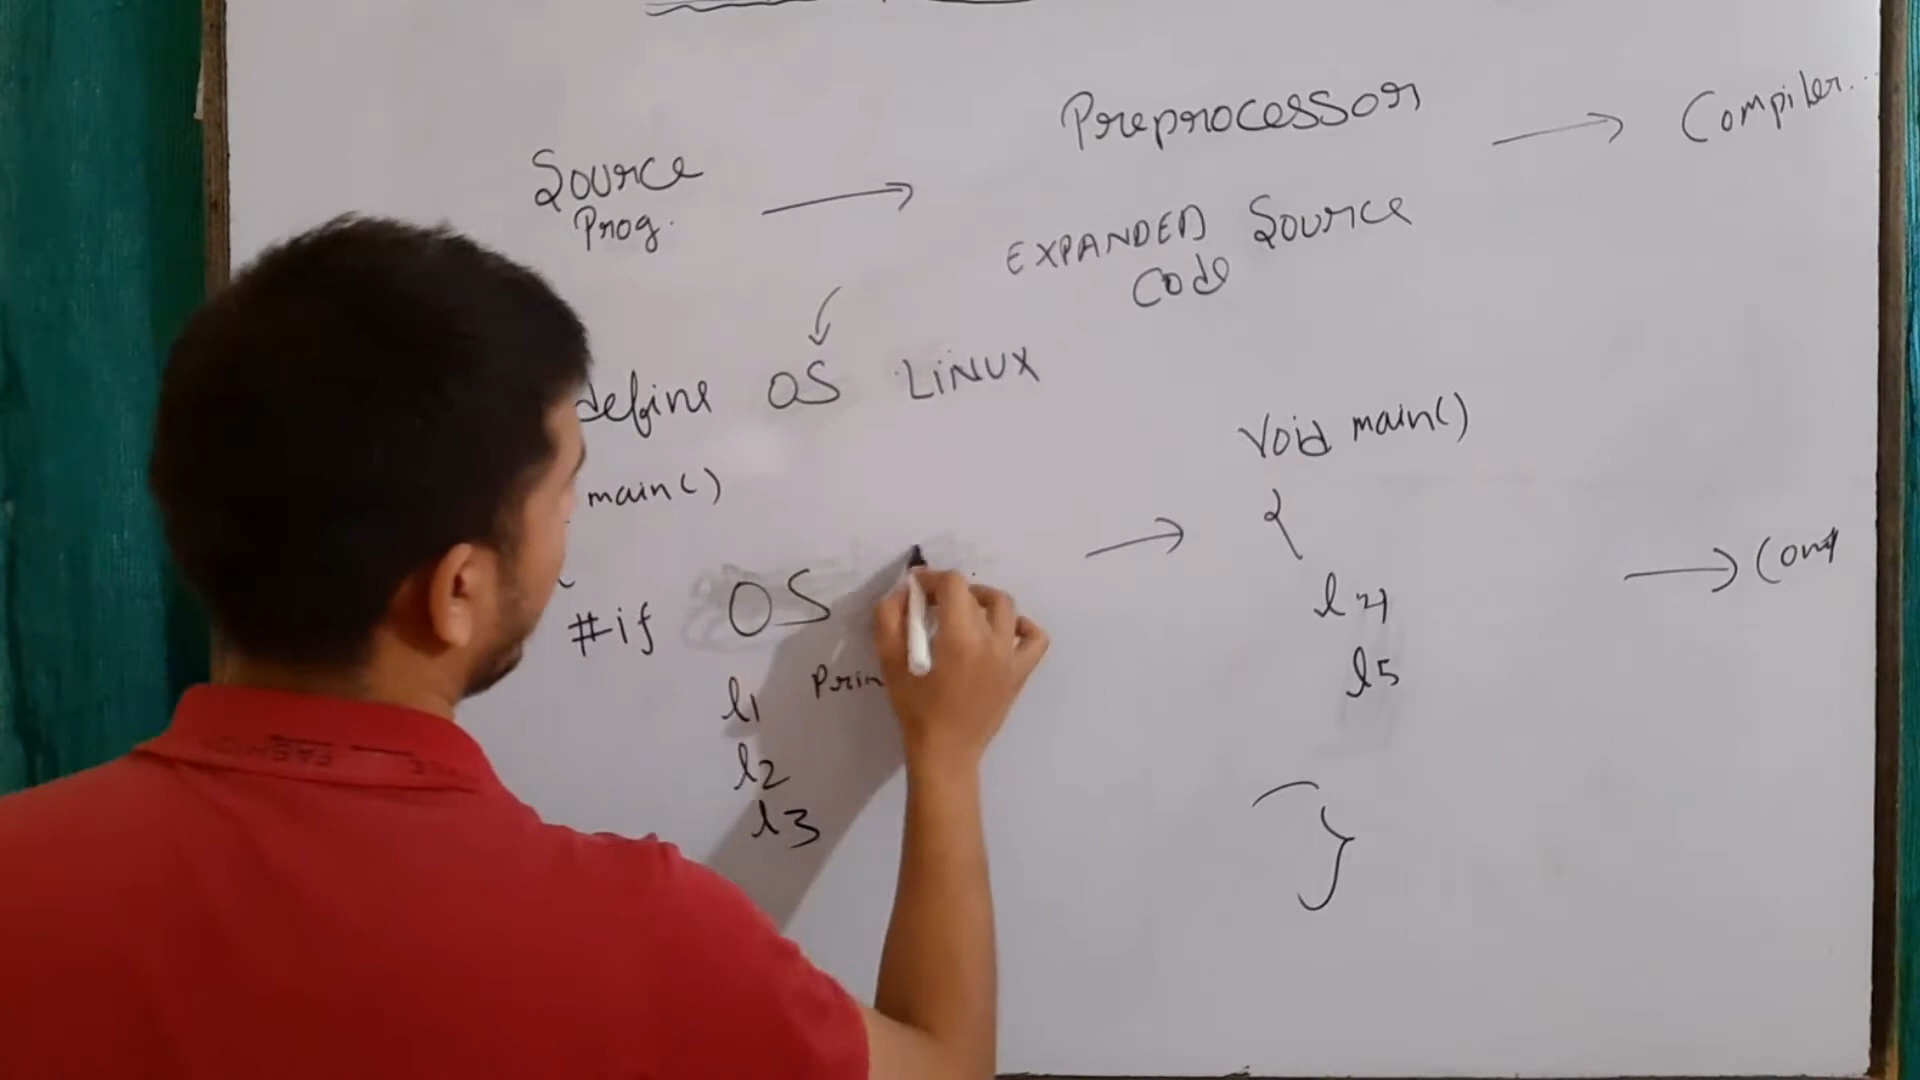 Source
Prog.
Preprocessor
Compiler..
EXPANDED Source
Code
define OS LINUX
main()
#if OS
l1 Prin
l2
l3
Void main()
{
l4
l5
}
Com